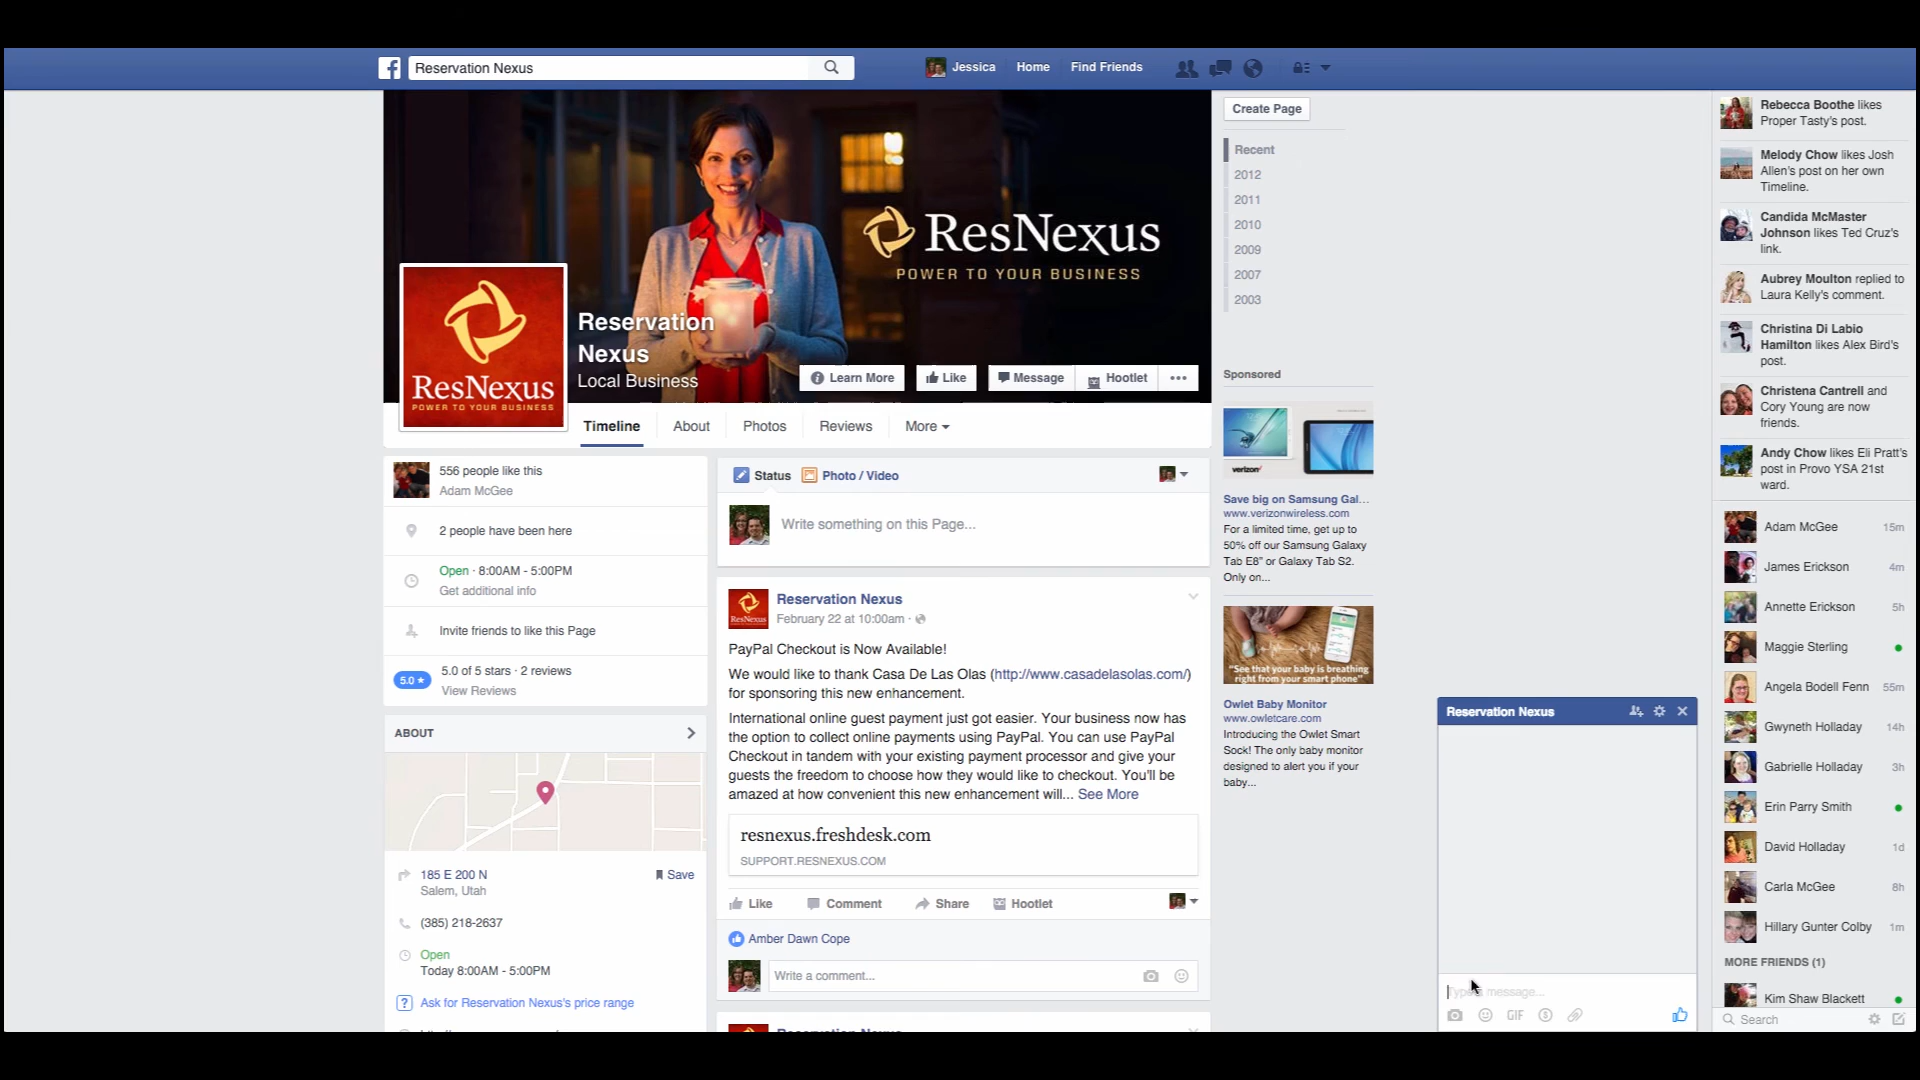 Reservation Nexus
Jessica
Home
Find Friends
ResNexus
POWER TO YOUR BUSINESS
ResNexus
POWER TO YOUR BUSINESS
Reservation
Nexus
Local Business
Learn More
Like
Message
Hootlet
Timeline
About
Photos
Reviews
More
556 people like this
Adam McGee
2 people have been here
Open · 8:00AM - 5:00PM
Get additional info
Invite friends to like this Page
5.0 ★
5.0 of 5 stars · 2 reviews
View Reviews
ABOUT
185 E 200 N
Save
Salem, Utah
(385) 218-2637
Open
Today 8:00AM - 5:00PM
? Ask for Reservation Nexus's price range
Status
Photo / Video
Write something on this Page...
ResNexus
Reservation Nexus
February 22 at 10:00am ·
PayPal Checkout is Now Available!
We would like to thank Casa De Las Olas (http://www.casadelasolas.com/)
for sponsoring this new enhancement.
International online guest payment just got easier. Your business now has
the option to collect online payments using PayPal. You can use PayPal
Checkout in tandem with your existing payment processor and give your
guests the freedom to choose how they would like to checkout. You'll be
amazed at how convenient this new enhancement will... See More
resnexus.freshdesk.com
SUPPORT.RESNEXUS.COM
Like
Comment
Share
Hootlet
Amber Dawn Cope
Write a comment...
Reservation Nexus
Create Page
Recent
2012
2011
2010
2009
2007
2003
Sponsored
verizon
Save big on Samsung Gal...
www.verizonwireless.com
For a limited time, get up to
50% off our Samsung Galaxy
Tab E8" or Galaxy Tab S2.
Only on...
"See that your baby is breathing
right from your smart phone"
Owlet Baby Monitor
www.owletcare.com
Introducing the Owlet Smart
Sock! The only baby monitor
designed to alert you if your
baby...
Reservation Nexus
message...
GIF
Rebecca Boothe likes
Proper Tasty's post.
Melody Chow likes Josh
Allen's post on her own
Timeline.
Candida McMaster
Johnson likes Ted Cruz's
link.
Aubrey Moulton replied to
Laura Kelly's comment.
Christina Di Labio
Hamilton likes Alex Bird's
post.
Christena Cantrell and
Cory Young are now
friends.
Andy Chow likes Eli Pratt's
post in Provo YSA 21st
ward.
Adam McGee 15m
James Erickson 4m
Annette Erickson 5h
Maggie Sterling
Angela Bodell Fenn 55m
Gwyneth Holladay 14h
Gabrielle Holladay 3h
Erin Parry Smith
David Holladay 1d
Carla McGee 8h
Hillary Gunter Colby 1m
MORE FRIENDS (1)
Kim Shaw Blackett
Search